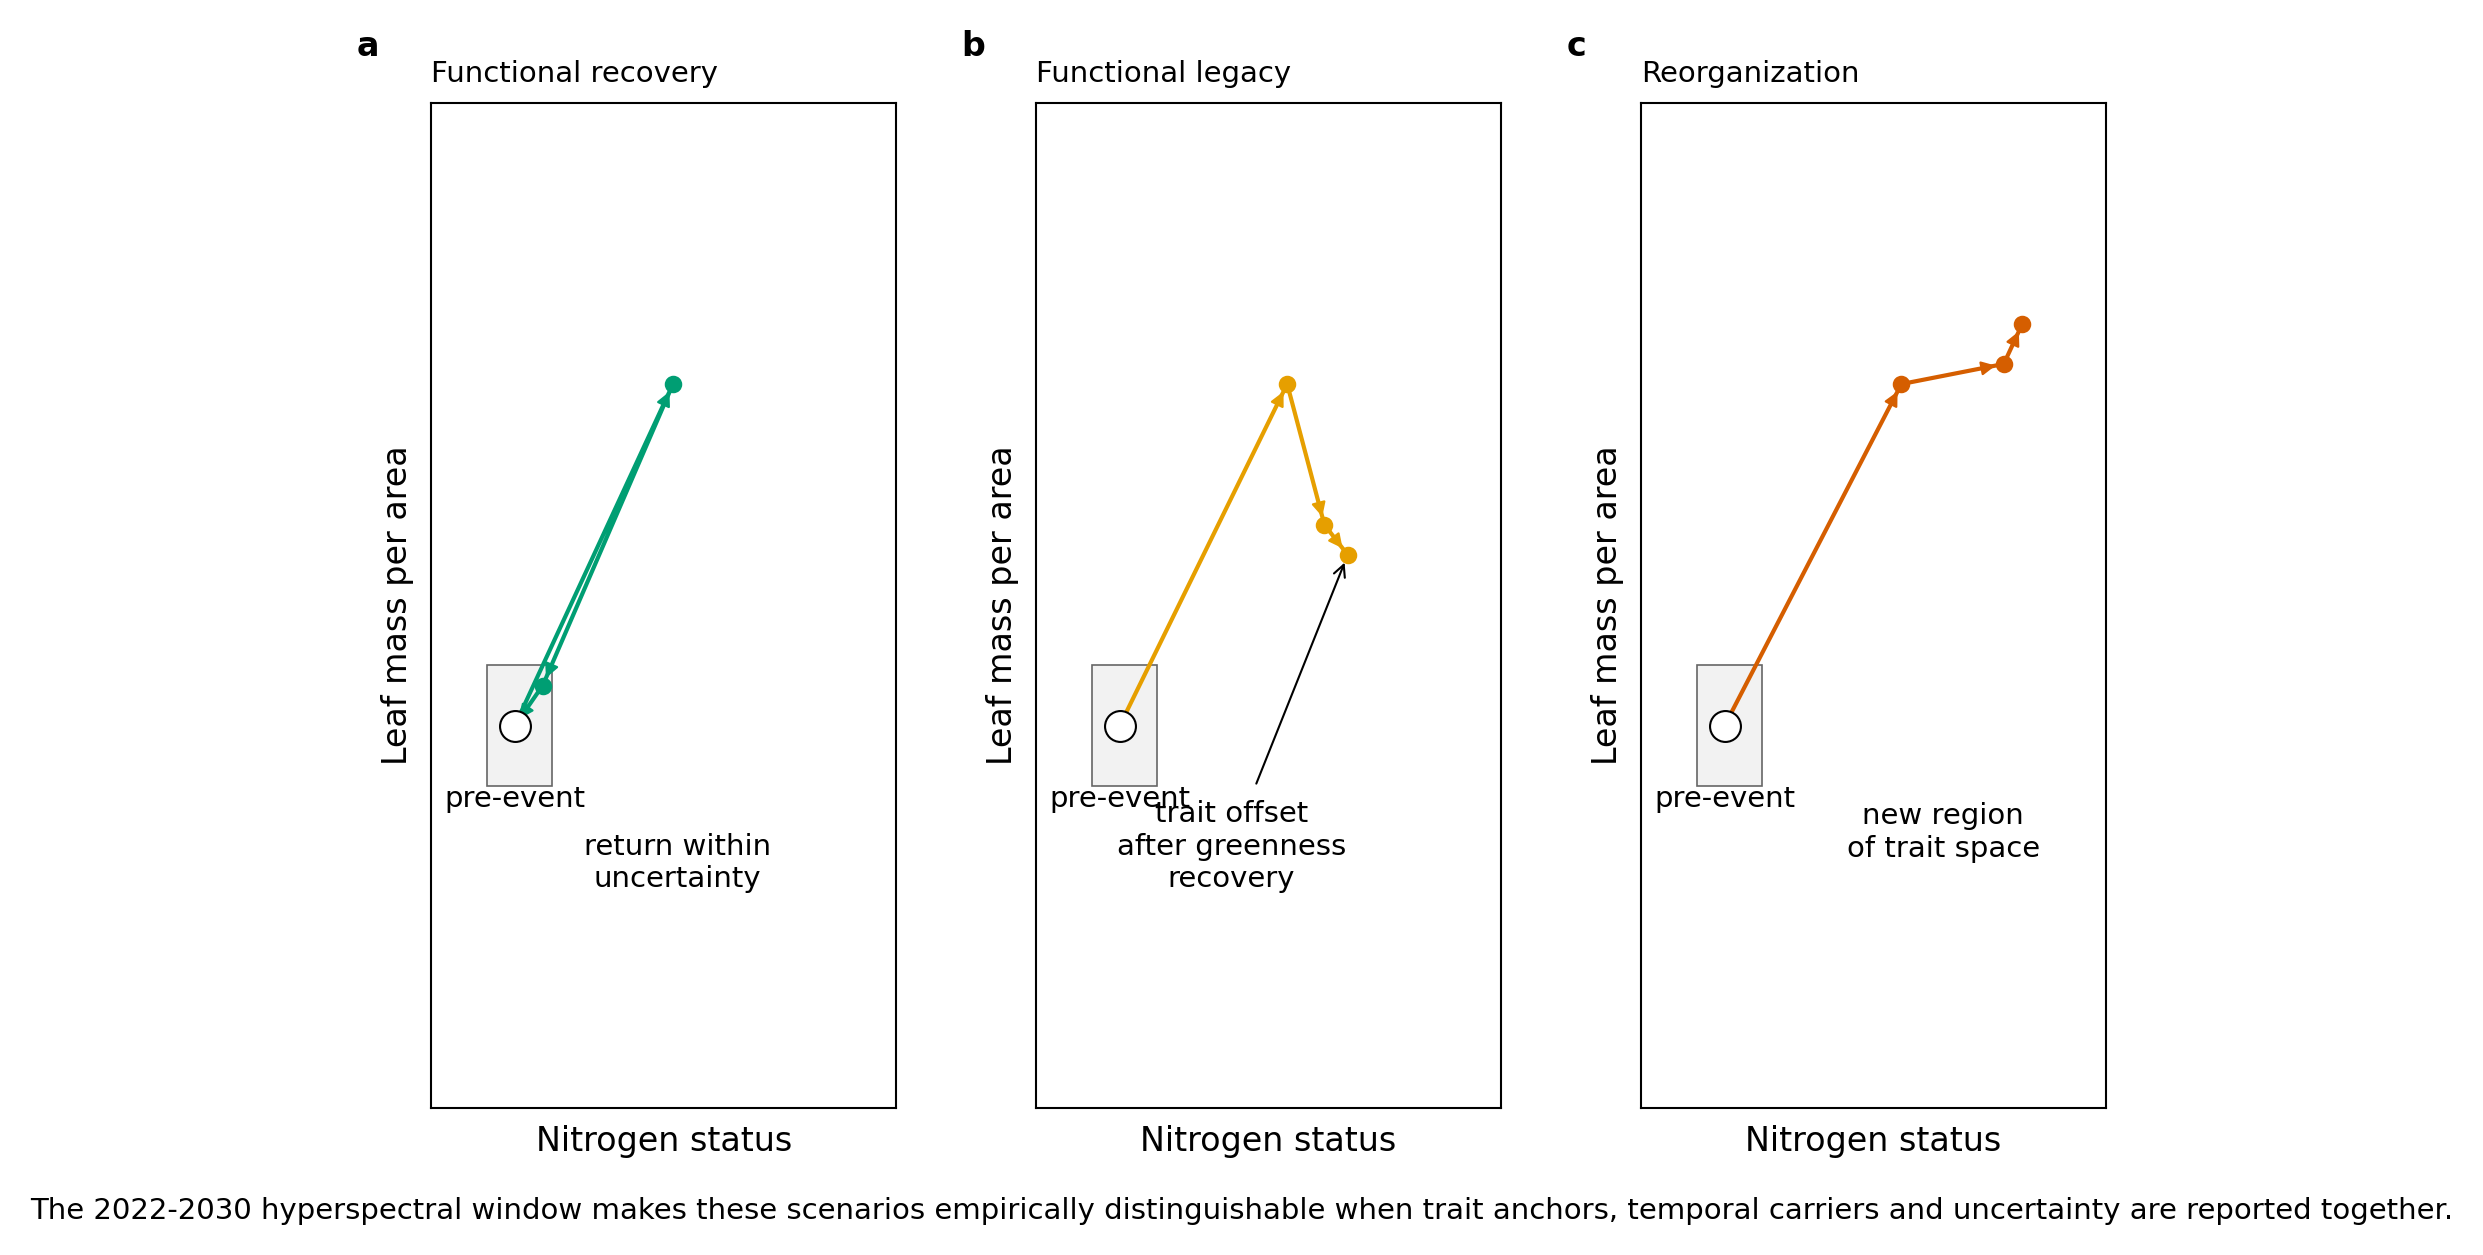 a
Functional recovery
Leaf mass per area
pre-event
return within
uncertainty
Nitrogen status
b
Functional legacy
Leaf mass per area
pre-event
trait offset
after greenness
recovery
Nitrogen status
c
Reorganization
Leaf mass per area
pre-event
new region
of trait space
Nitrogen status
The 2022-2030 hyperspectral window makes these scenarios empirically distinguishable when trait anchors, temporal carriers and uncertainty are reported together.